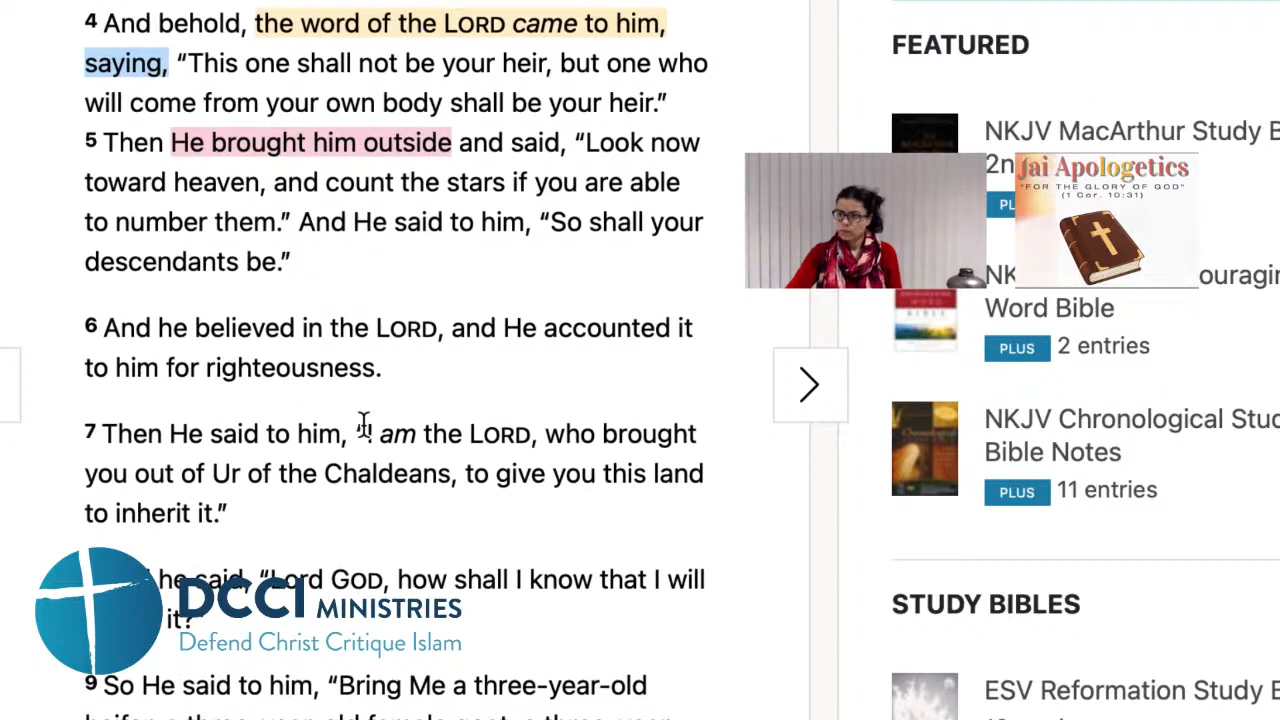 4 And behold, the word of the LORD came to him,
saying, “This one shall not be your heir, but one who
will come from your own body shall be your heir.”
5 Then He brought him outside and said, “Look now
toward heaven, and count the stars if you are able
to number them.” And He said to him, “So shall your
descendants be.”
6 And he believed in the LORD, and He accounted it
to him for righteousness.
7 Then He said to him, am the LORD, who brought
you out of Ur of the Chaldeans, to give you this land
to inherit it.”
he said, “Lord GOD, how shall I know that I will
it?”
9 So He said to him, “Bring Me a three-year-old
DCCI MINISTRIES
Defend Christ Critique Islam
FEATURED
NKJV MacArthur Study B
2n
PL
Jai Apologetics
"FOR THE GLORY OF GOD"
(1 Cor. 10:31)
NK ouragin
Word Bible
PLUS 2 entries
NKJV Chronological Stud
Bible Notes
PLUS 11 entries
STUDY BIBLES
ESV Reformation Study B